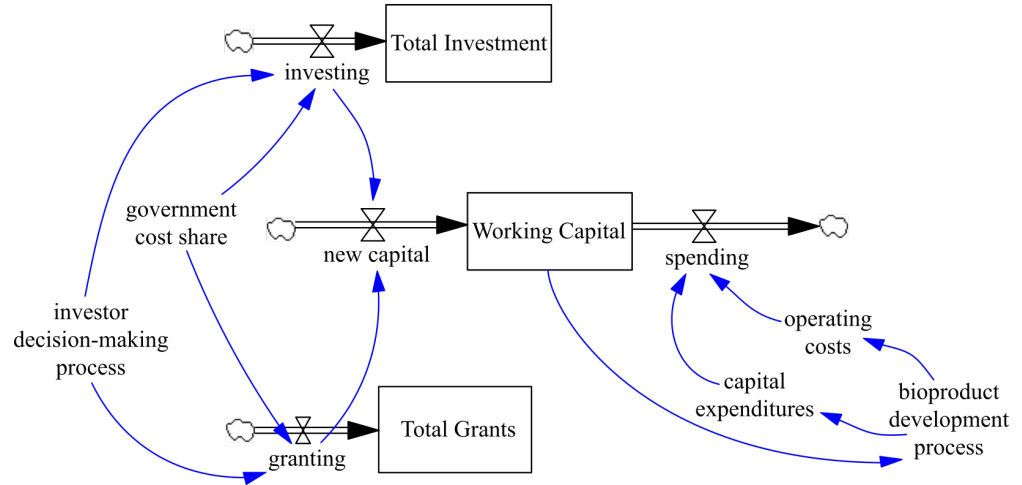 Total Investment
investing
government
cost share
new capital
Working Capital
spending
investor
decision-making
process
operating
costs
capital
expenditures
bioproduct
development
process
granting
Total Grants